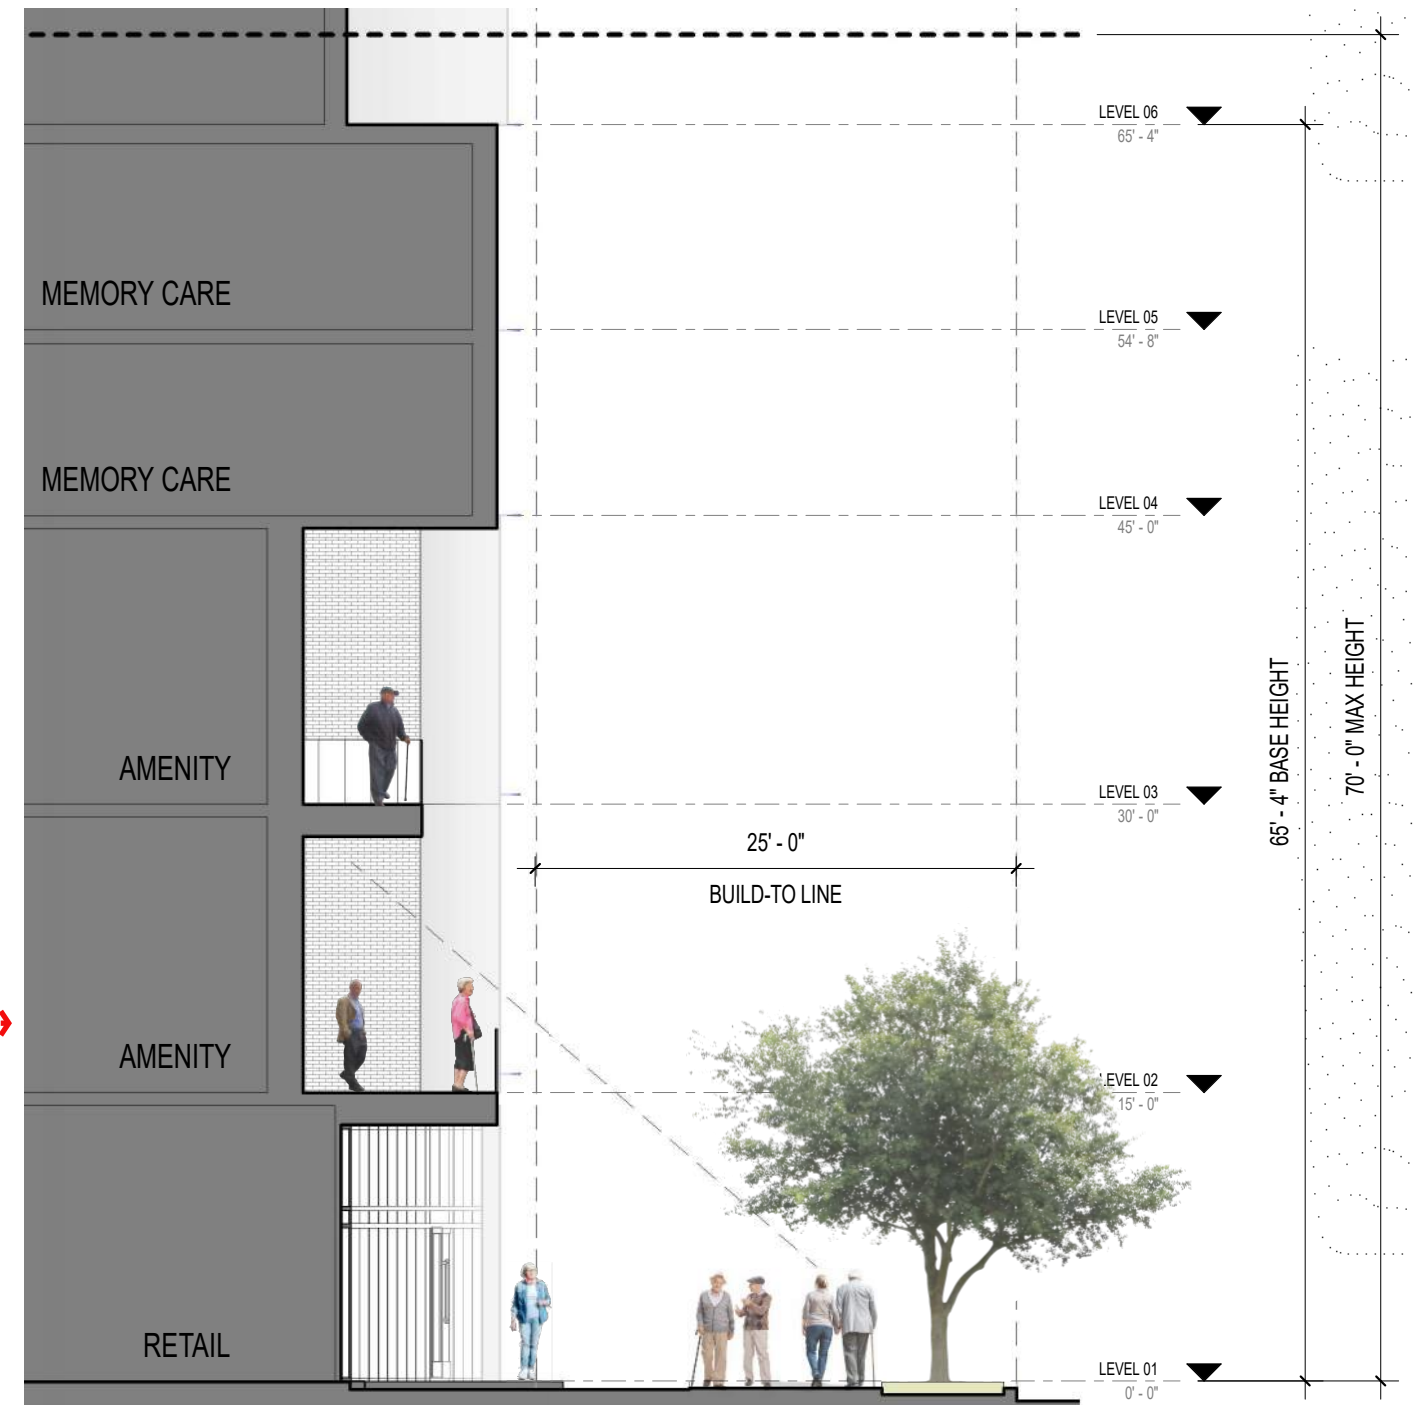 LEVEL 06
65' - 4"
MEMORY CARE
LEVEL 05
54' - 8"
MEMORY CARE
LEVEL 04
45' - 0"
AMENITY
LEVEL 03
30' - 0"
65' - 4" BASE HEIGHT
70' - 0" MAX HEIGHT
25' - 0"
BUILD-TO LINE
AMENITY
LEVEL 02
15' - 0"
RETAIL
LEVEL 01
0' - 0"